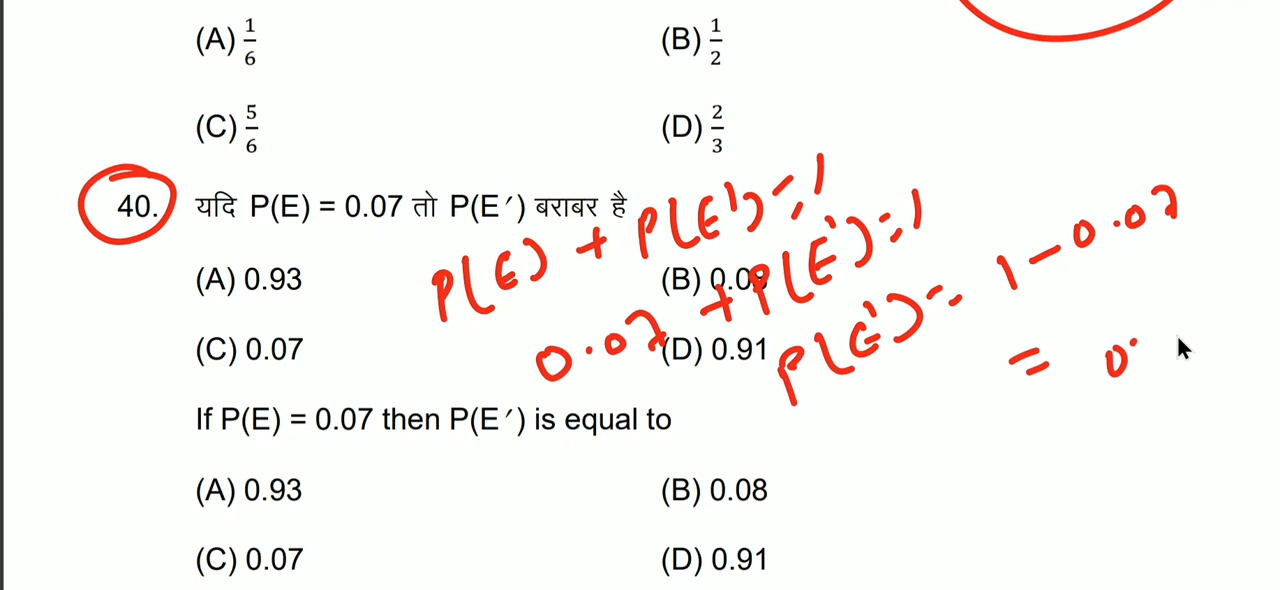 (A) 1/6 (B) 1/2
(C) 5/6 (D) 2/3
40. यदि P(E) = 0.07 तो P(E′) बराबर है
P(E) + P(E') = 1
(A) 0.93 (B) 0.08
0.07 + P(E') = 1
(C) 0.07 (D) 0.91
P(E') = 1 - 0.07
= 0.
If P(E) = 0.07 then P(E′) is equal to
(A) 0.93 (B) 0.08
(C) 0.07 (D) 0.91